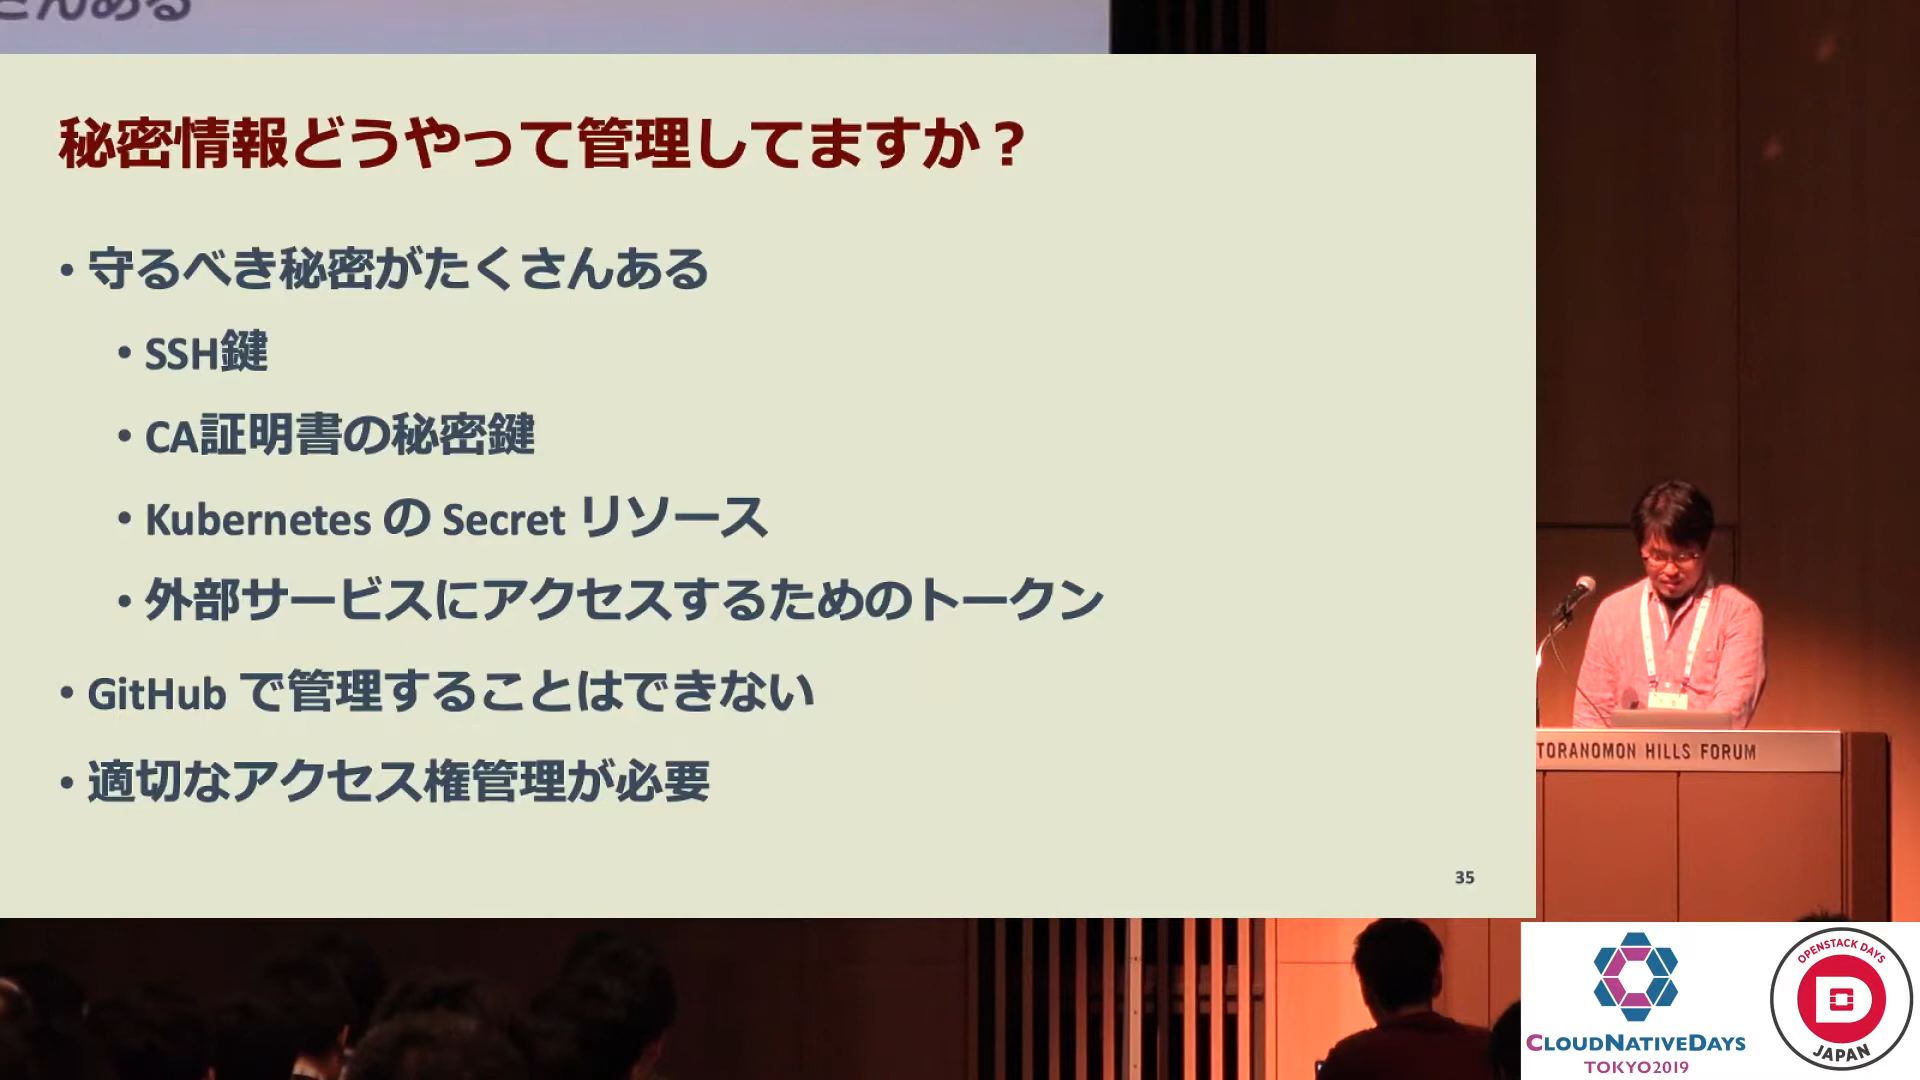 さんある
秘密情報どうやって管理してますか？
• 守るべき秘密がたくさんある
• SSH鍵
• CA証明書の秘密鍵
• Kubernetes の Secret リソース
• 外部サービスにアクセスするためのトークン
• GitHub で管理することはできない
• 適切なアクセス権管理が必要
35
TORANOMON HILLS FORUM
CLOUDNATIVEDAYS
TOKYO2019
OPENSTACK DAYS
JAPAN